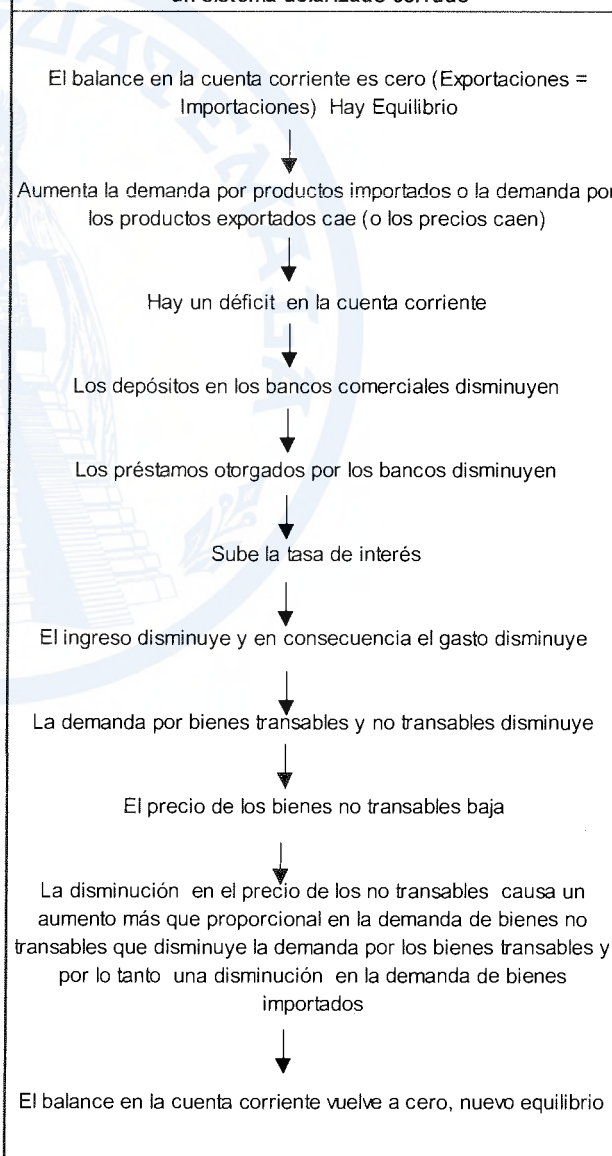 un sistema dolarizado cerrado
El balance en la cuenta corriente es cero (Exportaciones =
Importaciones) Hay Equilibrio
Aumenta la demanda por productos importados o la demanda por
los productos exportados cae (o los precios caen)
Hay un déficit en la cuenta corriente
Los depósitos en los bancos comerciales disminuyen
Los préstamos otorgados por los bancos disminuyen
Sube la tasa de interés
El ingreso disminuye y en consecuencia el gasto disminuye
La demanda por bienes transables y no transables disminuye
El precio de los bienes no transables baja
La disminución en el precio de los no transables causa un
aumento más que proporcional en la demanda de bienes no
transables que disminuye la demanda por los bienes transables y
por lo tanto una disminución en la demanda de bienes
importados
El balance en la cuenta corriente vuelve a cero, nuevo equilibrio